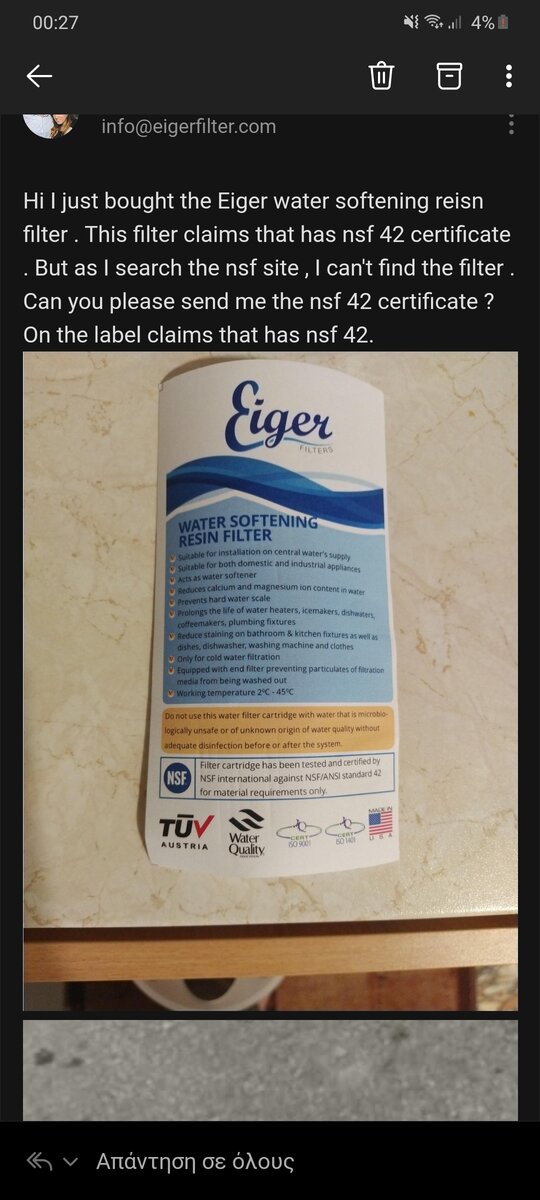 00:27
4%
info@eigerfilter.com
Hi I just bought the Eiger water softening reisn
filter . This filter claims that has nsf 42 certificate
. But as I search the nsf site , I can't find the filter .
Can you please send me the nsf 42 certificate ?
On the label claims that has nsf 42.
Eiger
FILTERS
WATER SOFTENING
RESIN FILTER
Suitable for installation on central water's supply
Suitable for both domestic and industrial appliances
Acts as water softener
Reduces calcium and magnesium ion content in water
Prevents hard water scale
Prolongs the life of water heaters, icemakers, dishwaters,
coffeemakers, plumbing fixtures
Reduce staining on bathroom & kitchen fixtures as well as
dishes, dishwasher, washing machine and clothes
Only for cold water filtration
Equipped with end filter preventing particulates of filtration
media from being washed out
Working temperature 2ºC - 45ºC
Do not use this water filter cartridge with water that is microbio-
logically unsafe or of unknown origin of water quality without
adequate disinfection before or after the system.
NSF
Filter cartridge has been tested and certified by
NSF international against NSF/ANSI standard 42
for material requirements only.
TÜV
AUSTRIA
Water
Quality
CERT
ISO 9001
CERT
ISO 1401
MADE IN
U. S. A
Απάντηση σε όλους